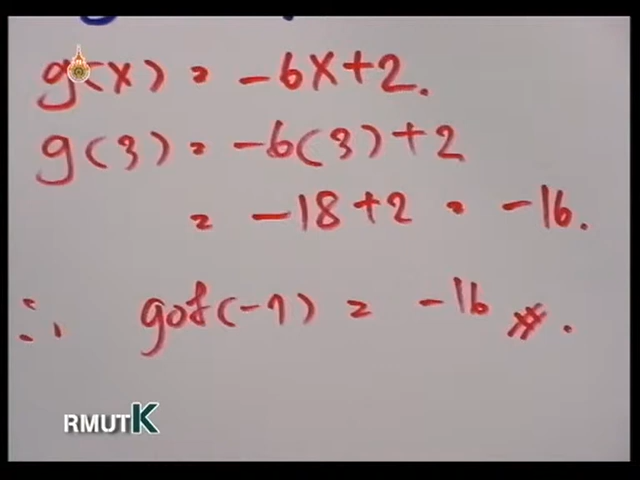 g(x) = -6x+2.
g(3) = -6(3)+2
= -18+2 = -16.
∴ gof(-1) = -16 #.
RMUTK